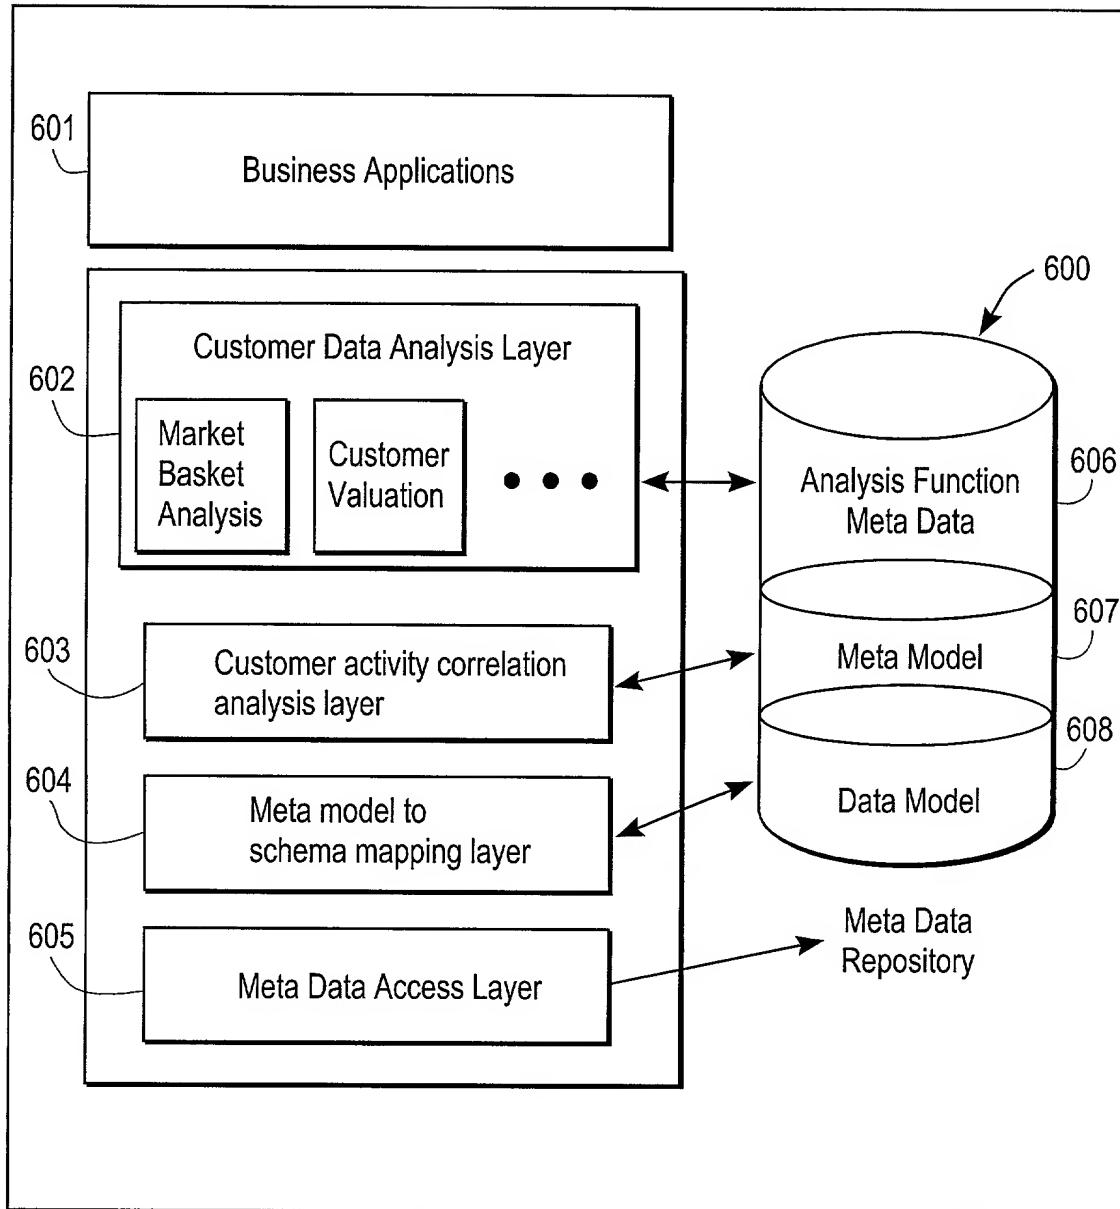 601
Business Applications
600
Customer Data Analysis Layer
602
Market
Basket
Analysis
Customer
Valuation
• • •
Analysis Function
Meta Data
606
603
Customer activity correlation
analysis layer
Meta Model
607
604
Meta model to
schema mapping layer
Data Model
608
605
Meta Data Access Layer
Meta Data
Repository